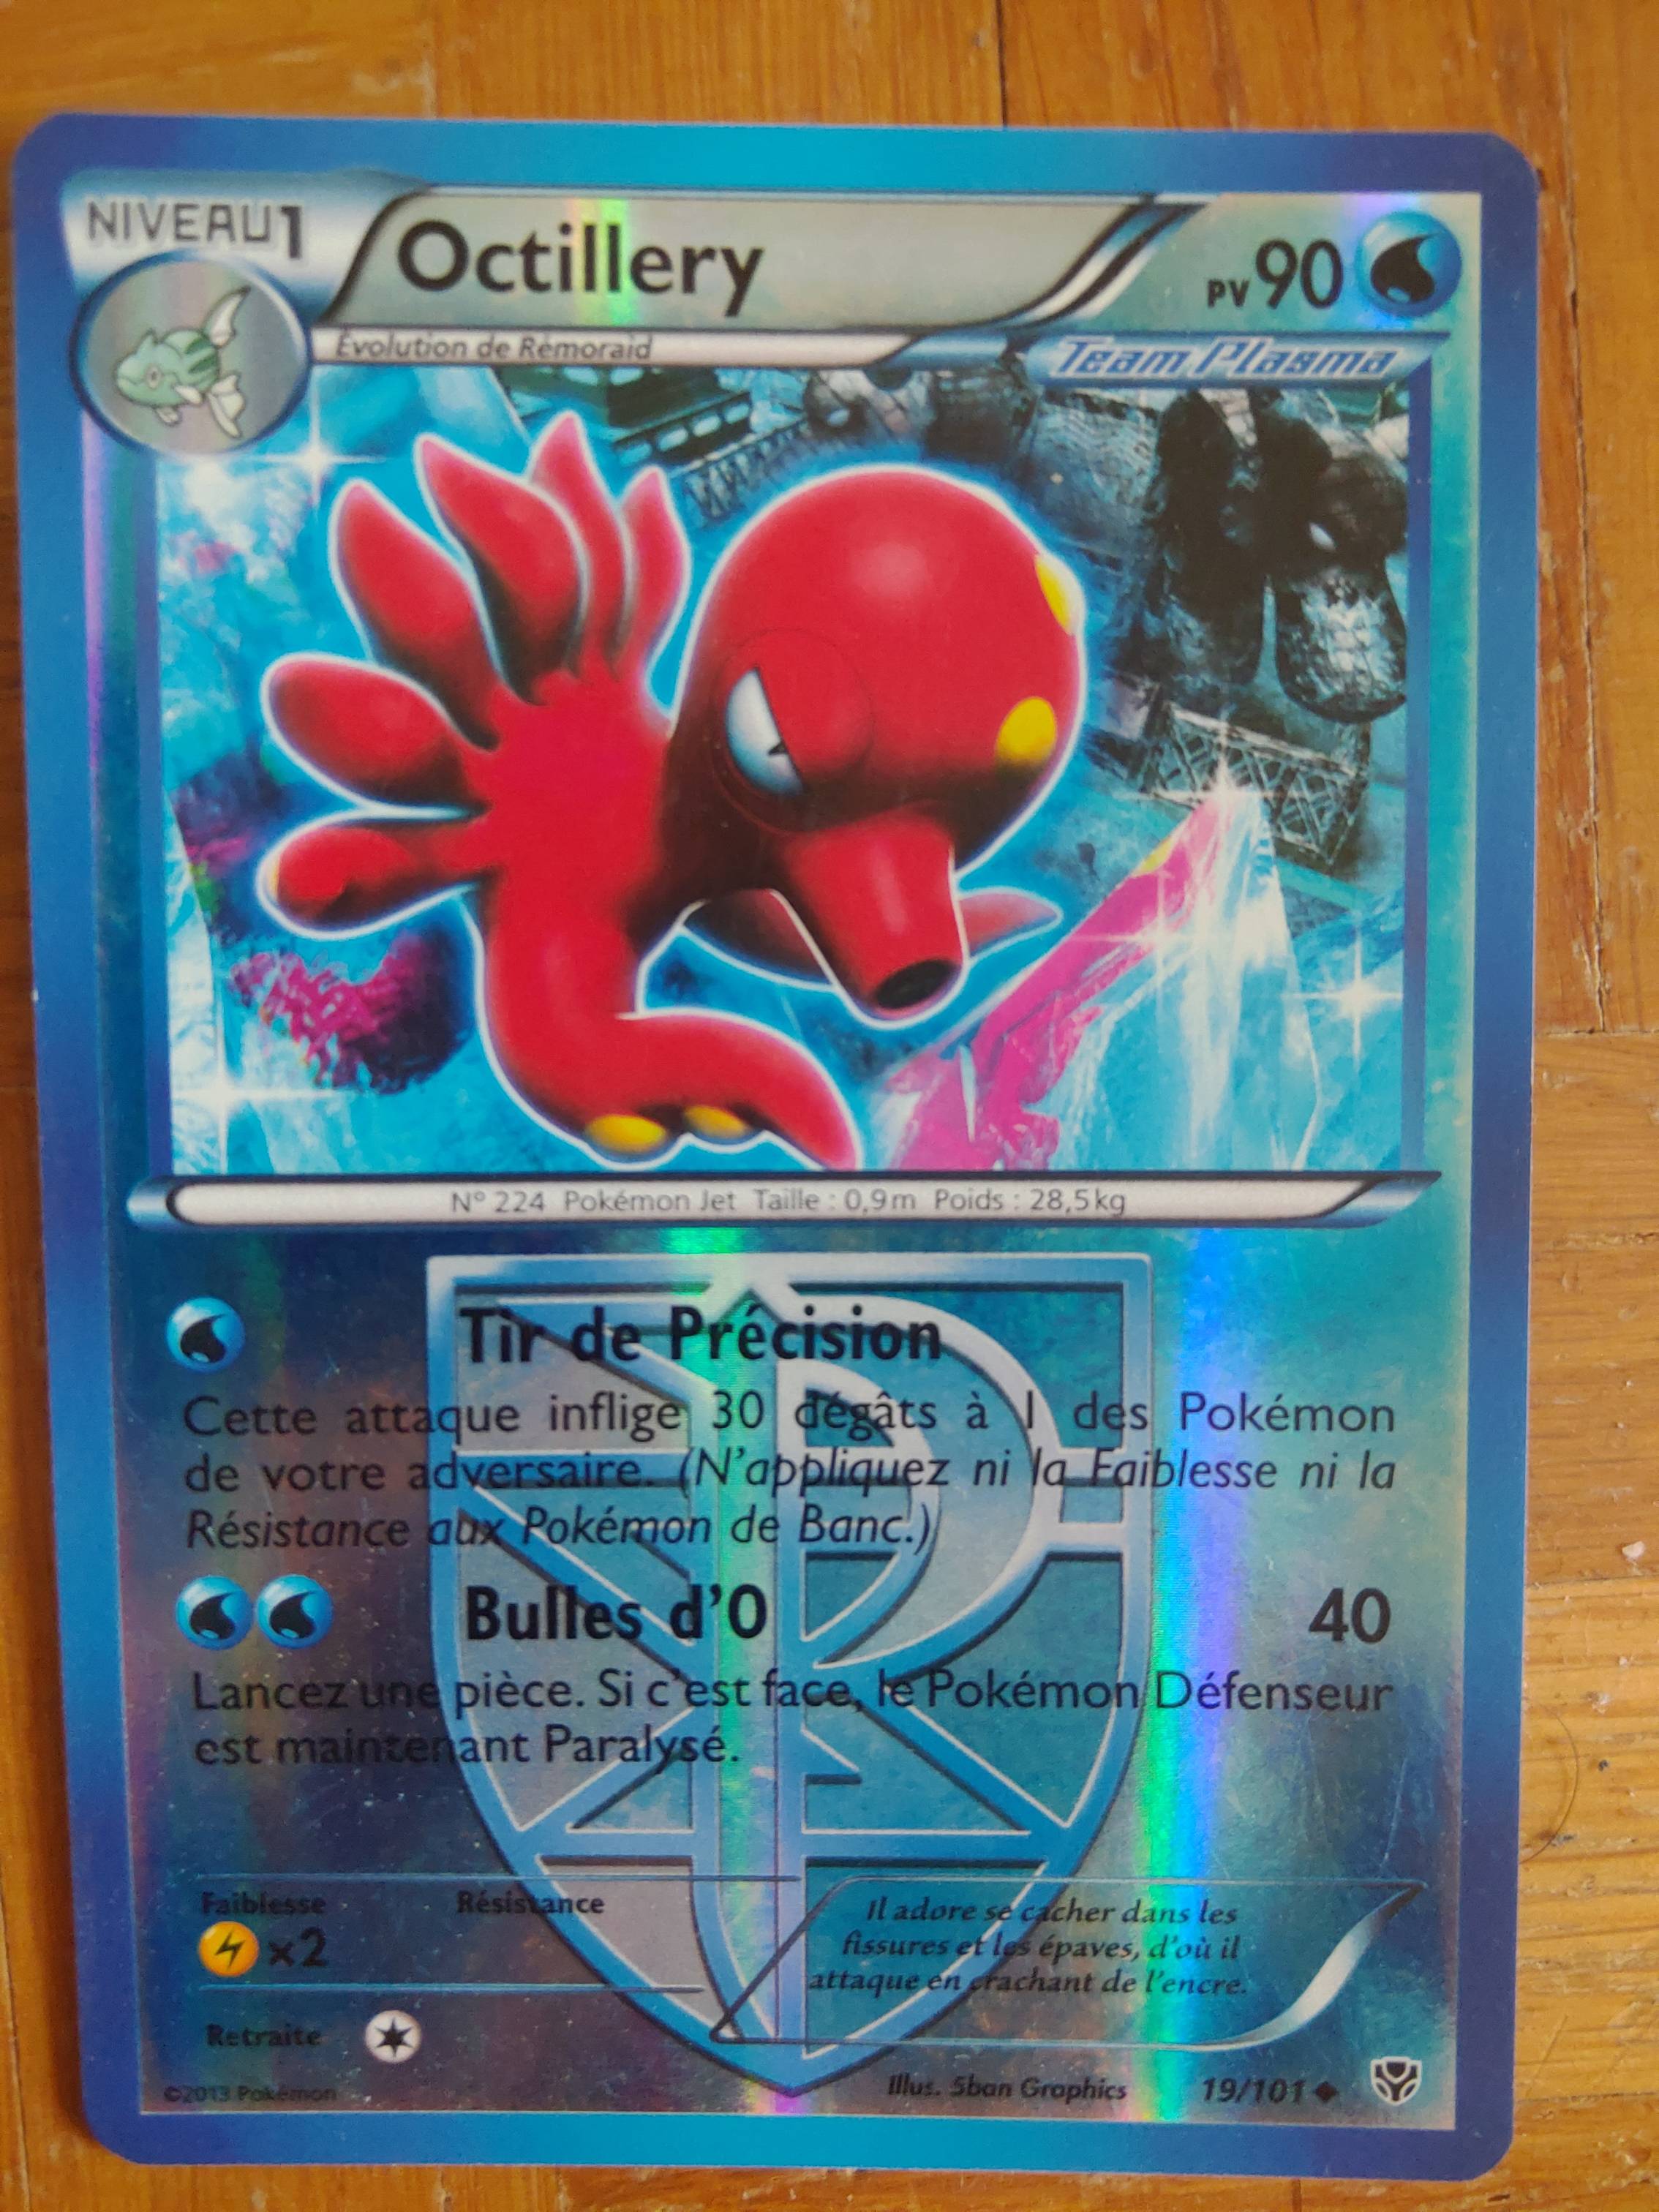 NIVEAU 1
Octillery
PV 90
Évolution de Rémoraid
Team Plasma
N° 224 Pokémon Jet Taille : 0,9 m Poids : 28,5 kg
Tir de Précision
Cette attaque inflige 30 dégâts à 1 des Pokémon
de votre adversaire. (N'appliquez ni la Faiblesse ni la
Résistance aux Pokémon de Banc.)
Bulles d'O 40
Lancez une pièce. Si c'est face, le Pokémon Défenseur
est maintenant Paralysé.
Faiblesse Résistance
×2
Il adore se cacher dans les
fissures et les épaves, d'où il
attaque en crachant de l'encre.
Retraite
©2013 Pokémon
Illus. 5ban Graphics 19/101